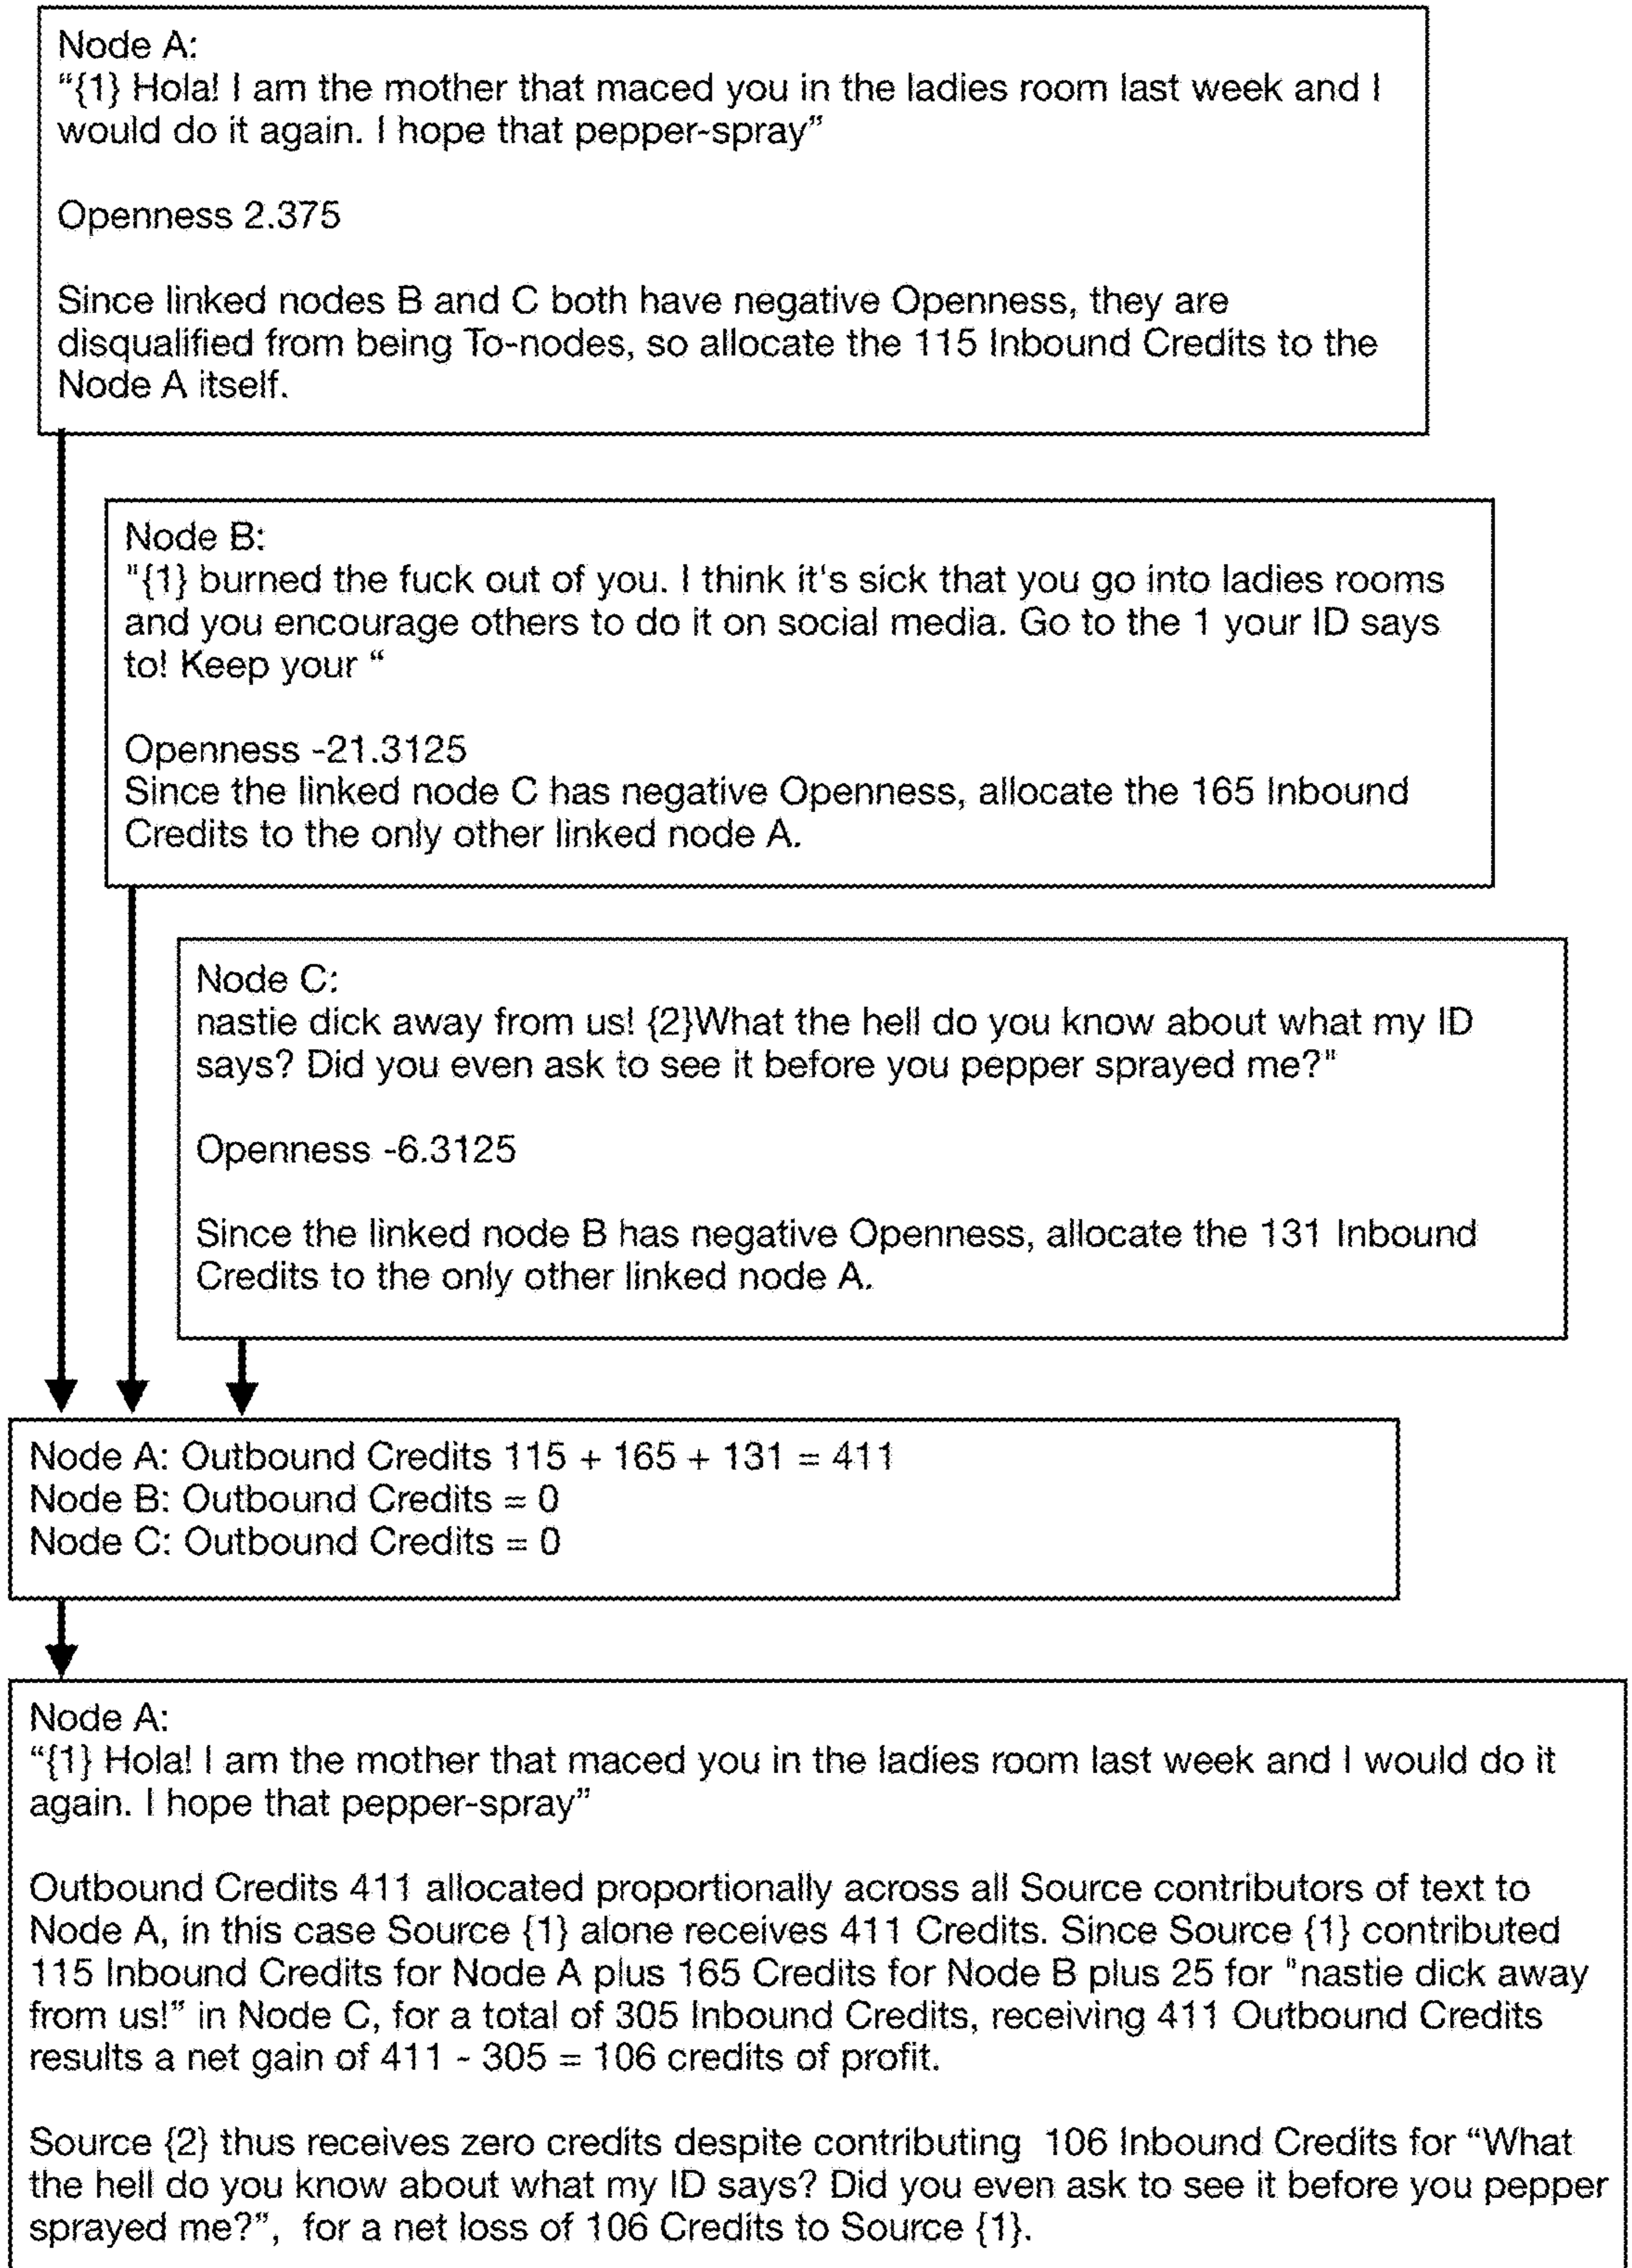 Node A:
“{1} Hola! I am the mother that maced you in the ladies room last week and I
would do it again. I hope that pepper-spray”
Openness 2.375
Since linked nodes B and C both have negative Openness, they are
disqualified from being To-nodes, so allocate the 115 Inbound Credits to the
Node A itself.
Node B:
"{1} burned the fuck out of you. I think it's sick that you go into ladies rooms
and you encourage others to do it on social media. Go to the 1 your ID says
to! Keep your “
Openness -21.3125
Since the linked node C has negative Openness, allocate the 165 Inbound
Credits to the only other linked node A.
Node C:
nastie dick away from us! {2}What the hell do you know about what my ID
says? Did you even ask to see it before you pepper sprayed me?"
Openness -6.3125
Since the linked node B has negative Openness, allocate the 131 Inbound
Credits to the only other linked node A.
Node A: Outbound Credits 115 + 165 + 131 = 411
Node B: Outbound Credits = 0
Node C: Outbound Credits = 0
Node A:
“{1} Hola! I am the mother that maced you in the ladies room last week and I would do it
again. I hope that pepper-spray”
Outbound Credits 411 allocated proportionally across all Source contributors of text to
Node A, in this case Source {1} alone receives 411 Credits. Since Source {1} contributed
115 Inbound Credits for Node A plus 165 Credits for Node B plus 25 for "nastie dick away
from us!” in Node C, for a total of 305 Inbound Credits, receiving 411 Outbound Credits
results a net gain of 411 - 305 = 106 credits of profit.
Source {2} thus receives zero credits despite contributing 106 Inbound Credits for “What
the hell do you know about what my ID says? Did you even ask to see it before you pepper
sprayed me?”, for a net loss of 106 Credits to Source {1}.